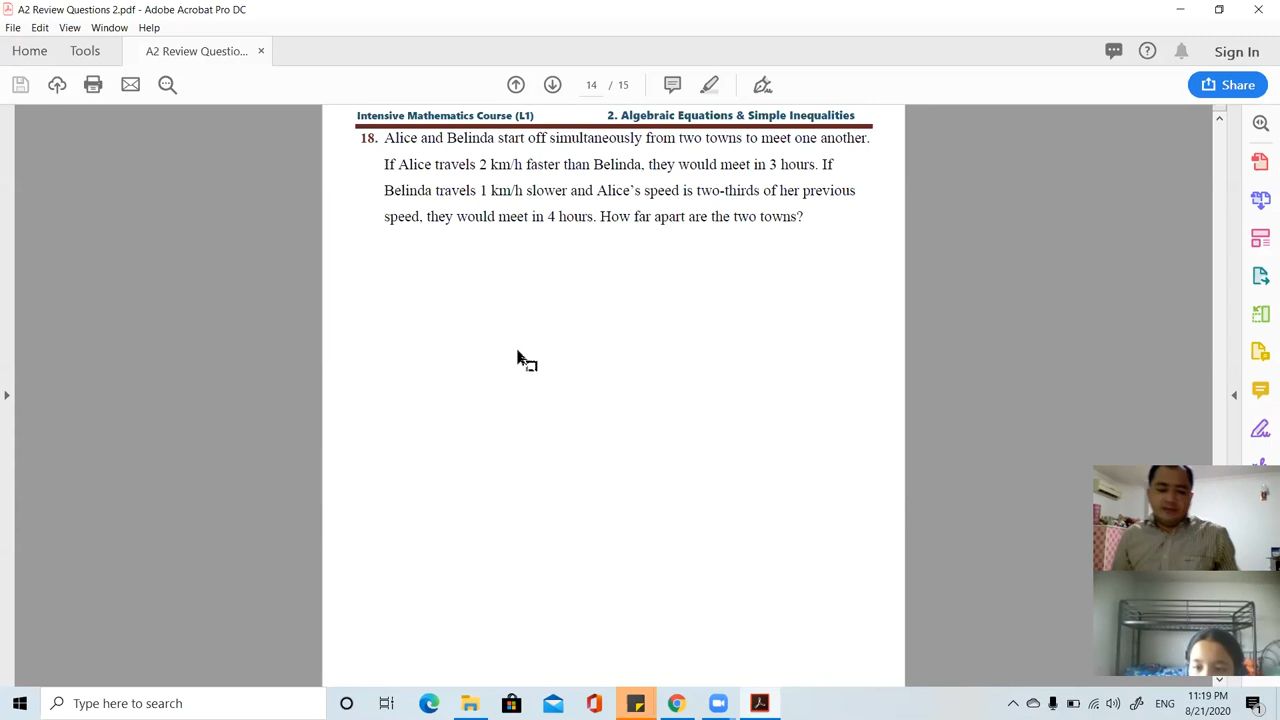 A2 Review Questions 2.pdf - Adobe Acrobat Pro DC
File Edit View Window Help
Home Tools A2 Review Questio... × Sign In
14 / 15 Share
Intensive Mathematics Course (L1) 2. Algebraic Equations & Simple Inequalities
18. Alice and Belinda start off simultaneously from two towns to meet one another.
If Alice travels 2 km/h faster than Belinda, they would meet in 3 hours. If
Belinda travels 1 km/h slower and Alice’s speed is two-thirds of her previous
speed, they would meet in 4 hours. How far apart are the two towns?
Type here to search
ENG
11:19 PM
8/21/2020
1